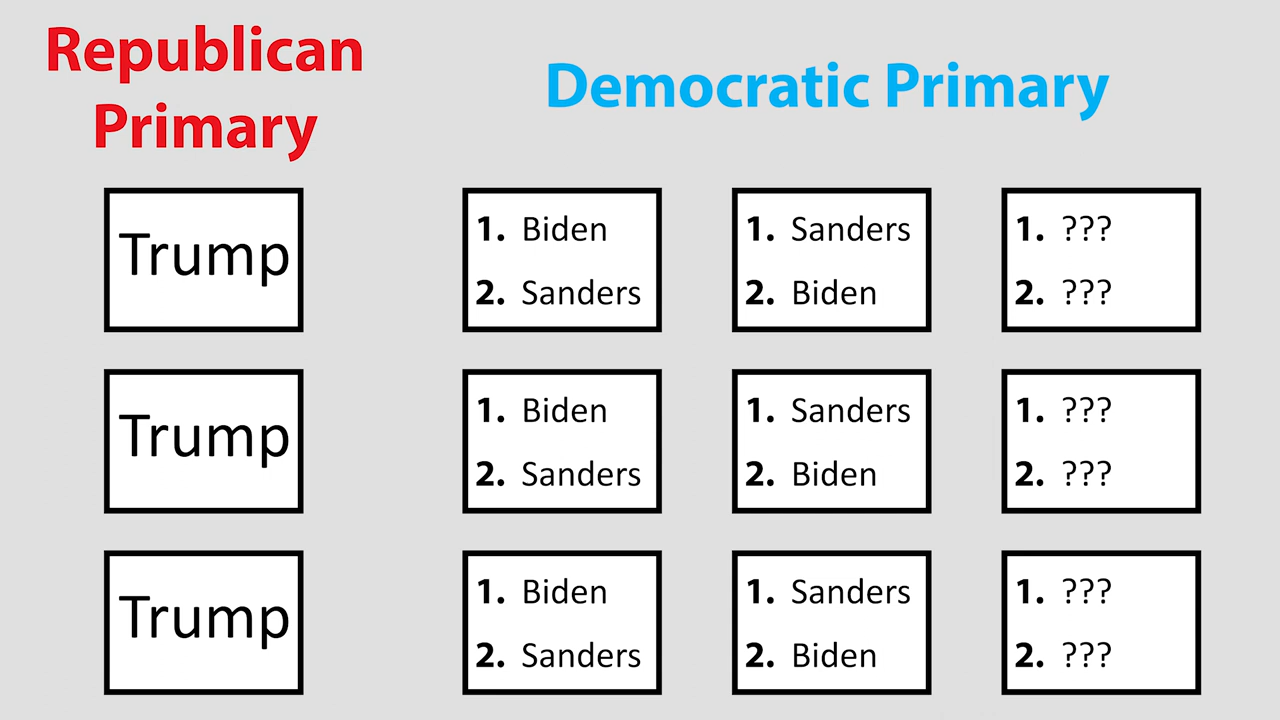 Republican
Primary
Democratic Primary
Trump
1. Biden
2. Sanders
1. Sanders
2. Biden
1. ???
2. ???
Trump
1. Biden
2. Sanders
1. Sanders
2. Biden
1. ???
2. ???
Trump
1. Biden
2. Sanders
1. Sanders
2. Biden
1. ???
2. ???